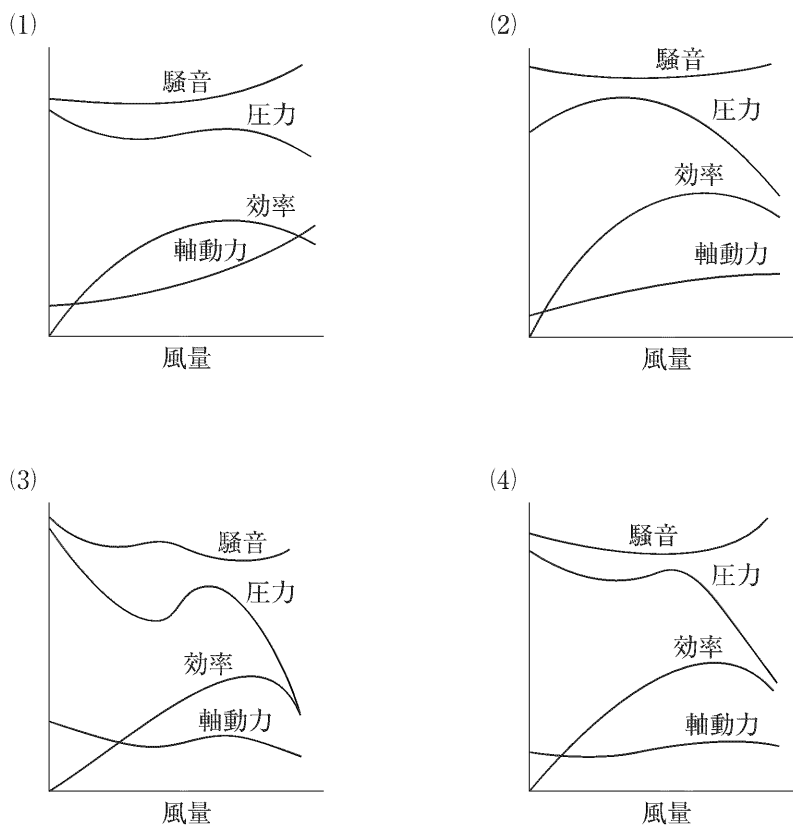 (1)
騒音
圧力
効率
軸動力
風量
(2)
騒音
圧力
効率
軸動力
風量
(3)
騒音
圧力
効率
軸動力
風量
(4)
騒音
圧力
効率
軸動力
風量